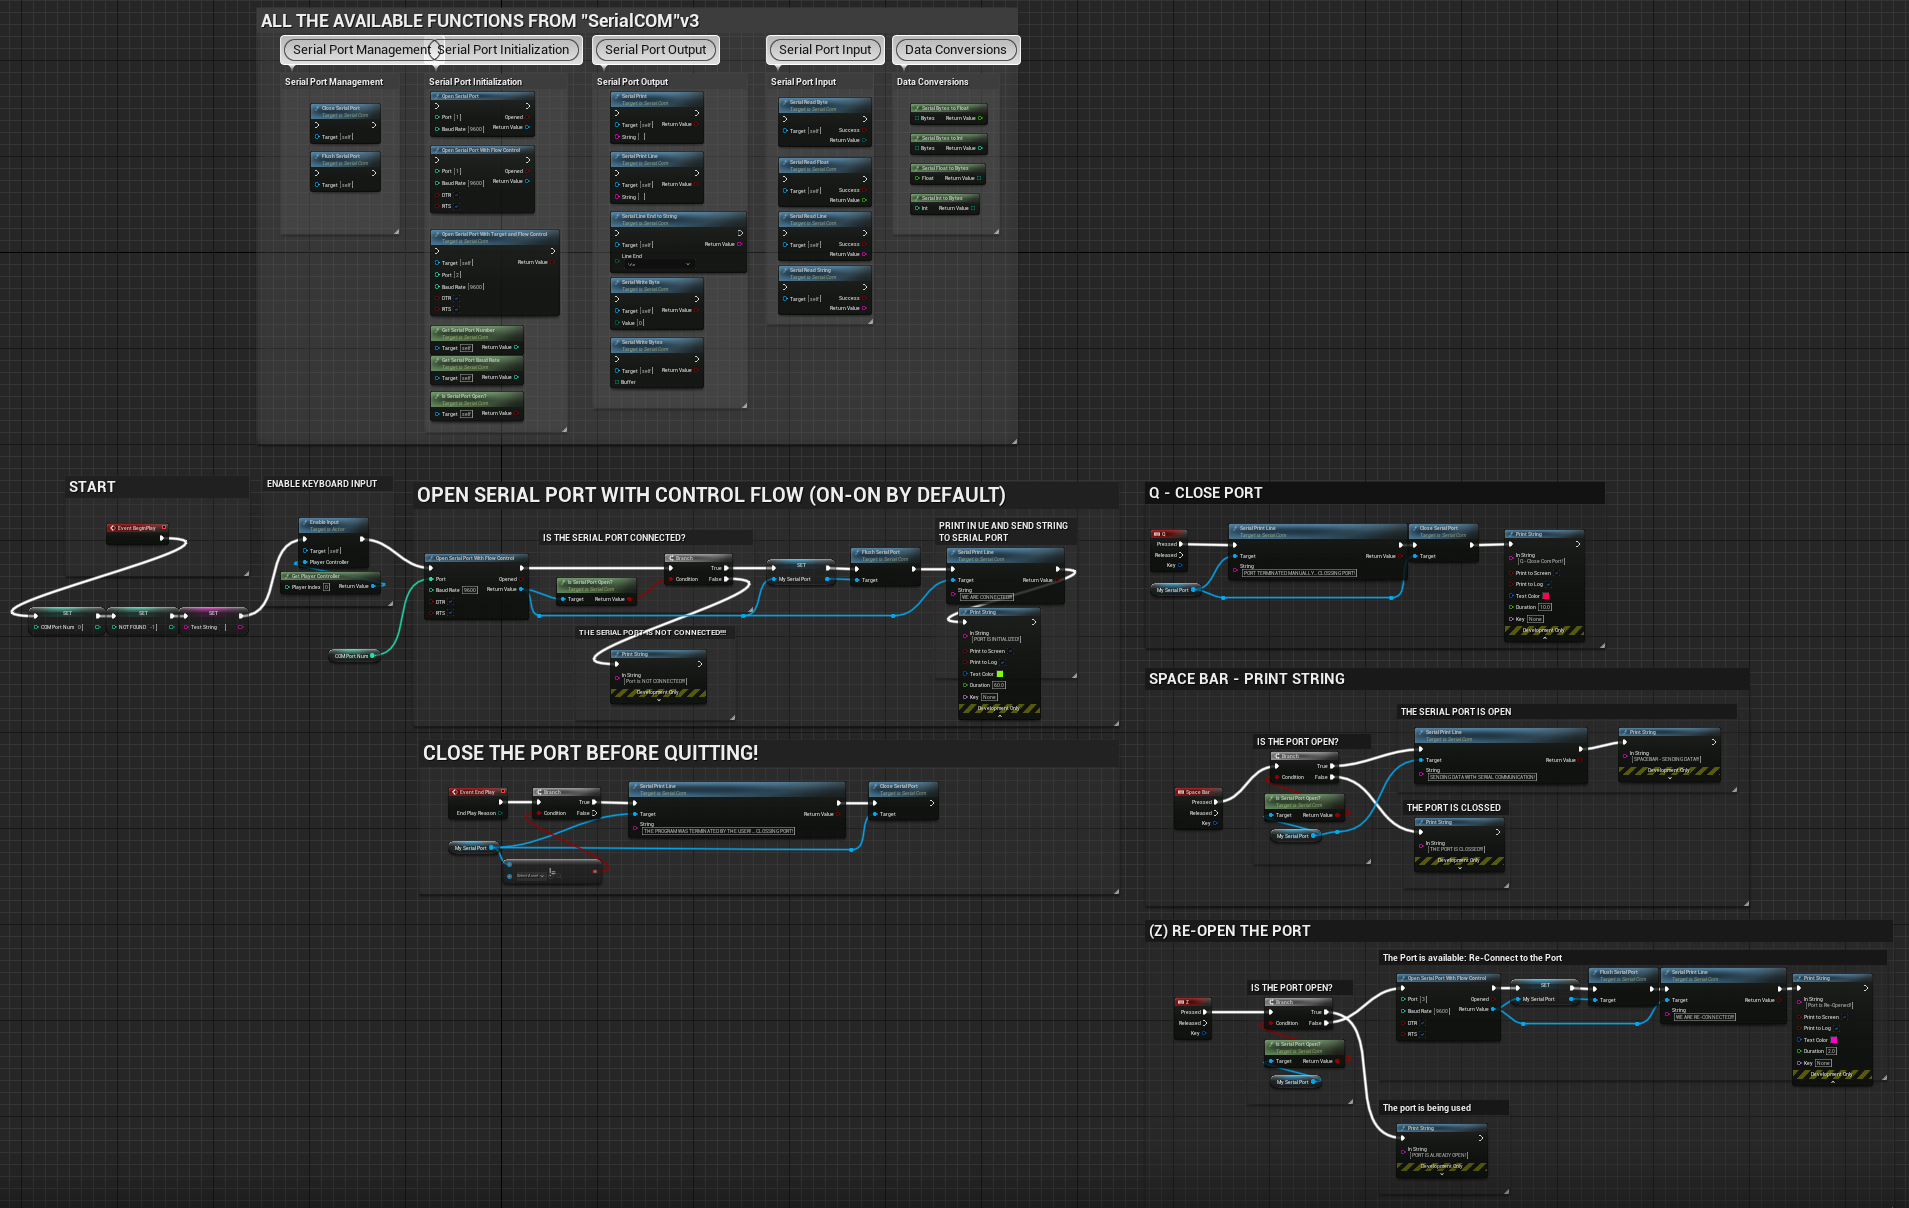 ALL THE AVAILABLE FUNCTIONS FROM "SerialCOM"v3
Serial Port Management
Serial Port Initialization
Serial Port Output
Serial Port Input
Data Conversions
Serial Port Management
Serial Port Initialization
Serial Port Output
Serial Port Input
Data Conversions
Close Serial Port
Target is Serial Com
Target [self]
Flush Serial Port
Target is Serial Com
Target [self]
Open Serial Port
Port [1] Opened
Baud Rate [9600] Return Value
Open Serial Port With Flow Control
Port [1] Opened
Baud Rate [9600] Return Value
DTR
RTS
Open Serial Port With Target and Flow Control
Target is Serial Com
Target [self] Return Value
Port [2]
Baud Rate [9600]
DTR
RTS
Get Serial Port Number
Target is Serial Com
Target self Return Value
Get Serial Port Baud Rate
Target is Serial Com
Target self Return Value
Is Serial Port Open?
Target is Serial Com
Target self Return Value
Serial Print
Target is Serial Com
Target [self] Return Value
String [ ]
Serial Print Line
Target is Serial Com
Target [self] Return Value
String [ ]
Serial Line End to String
Target is Serial Com
Target [self] Return Value
Line End
Serial Write Byte
Target is Serial Com
Target [self] Return Value
Value [0]
Serial Write Bytes
Target is Serial Com
Target [self] Return Value
Buffer
Serial Read Byte
Target is Serial Com
Target [self] Success
Return Value
Serial Read Float
Target is Serial Com
Target [self] Success
Return Value
Serial Read Line
Target is Serial Com
Target [self] Success
Return Value
Serial Read String
Target is Serial Com
Target [self] Success
Return Value
Serial Bytes to Float
Bytes Return Value
Serial Bytes to Int
Bytes Return Value
Serial Float to Bytes
Float Return Value
Serial Int to Bytes
Int Return Value
START
Event BeginPlay
SET
COM Port Num 0]
SET
NOT FOUND -1]
SET
Text String [ ]
ENABLE KEYBOARD INPUT
Enable Input
Target is Actor
Target [self]
Player Controller
Get Player Controller
Player Index 0 Return Value
COM Port Num
OPEN SERIAL PORT WITH CONTROL FLOW (ON-ON BY DEFAULT)
Open Serial Port With Flow Control
Port Opened
Baud Rate 9600 Return Value
DTR
RTS
IS THE SERIAL PORT CONNECTED?
Is Serial Port Open?
Target is Serial Com
Target Return Value
Branch
True
Condition False
SET
My Serial Port
Flush Serial Port
Target is Serial Com
Target
PRINT IN UE AND SEND STRING
TO SERIAL PORT
Serial Print Line
Target is Serial Com
Target Return Value
String
WE ARE CONNECTED!!
Print String
In String
[PORT IS INITIALIZED!]
Print to Screen
Print to Log
Text Color
Duration 60.0
Key None
Development Only
THE SERIAL PORT IS NOT CONNECTED!!!
Print String
In String
[Port is NOT CONNECTED!!!]
Development Only
CLOSE THE PORT BEFORE QUITTING!
Event End Play
End Play Reason
My Serial Port
Branch
True
Condition False
!=
Serial Print Line
Target is Serial Com
Target Return Value
String
Close Serial Port
Target is Serial Com
Target
Q - CLOSE PORT
Q
Pressed
Released
Key
My Serial Port
Serial Print Line
Target is Serial Com
Target Return Value
String
PORT TERMINATED MANUALLY... CLOSSING PORT!
Close Serial Port
Target is Serial Com
Target
Print String
In String
[Q - Close Com Port!]
Print to Screen
Print to Log
Text Color
Duration 10.0
Key None
Development Only
SPACE BAR - PRINT STRING
Space Bar
Pressed
Released
Key
IS THE PORT OPEN?
Branch
True
Condition False
Is Serial Port Open?
Target is Serial Com
Target Return Value
My Serial Port
THE SERIAL PORT IS OPEN
Serial Print Line
Target is Serial Com
Target Return Value
String
SENDING DATA WITH SERIAL COMMUNICATION!!
Print String
In String
[SPACEBAR - SENDING DATA!!]
Development Only
THE PORT IS CLOSSED
Print String
In String
[THE PORT IS CLOSSED!!]
Development Only
(Z) RE-OPEN THE PORT
Z
Pressed
Released
Key
IS THE PORT OPEN?
Branch
True
Condition False
Is Serial Port Open?
Target is Serial Com
Target Return Value
My Serial Port
The Port is available: Re-Connect to the Port
Open Serial Port With Flow Control
Port [3] Opened
Baud Rate [9600] Return Value
DTR
RTS
SET
My Serial Port
Flush Serial Port
Target is Serial Com
Target
Serial Print Line
Target is Serial Com
Target Return Value
String
WE ARE RE-CONNECTED!!!
Print String
In String
[Port is Re-Opened!]
Print to Screen
Print to Log
Text Color
Duration 2.0
Key None
Development Only
The port is being used
Print String
In String
[PORT IS ALREADY OPEN!]
Development Only